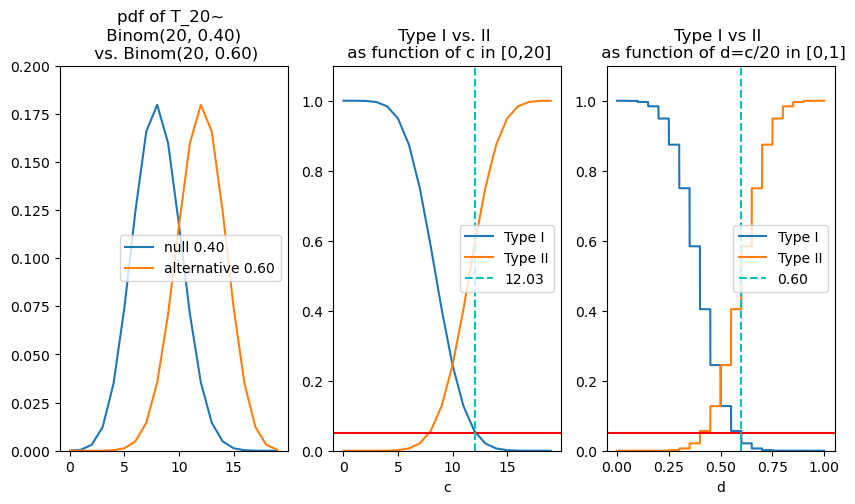 pdf of T_20~
Binom(20, 0.40)
vs. Binom(20, 0.60)
0.200
0.175
0.150
0.125
0.100
0.075
0.050
0.025
0.000
null 0.40
alternative 0.60
0
5
10
15
Type I vs. II
as function of c in [0,20]
1.0
0.8
0.6
0.4
0.2
0.0
Type I
Type II
12.03
0
5
10
15
c
Type I vs II
as function of d=c/20 in [0,1]
1.0
0.8
0.6
0.4
0.2
0.0
Type I
Type II
0.60
0.00
0.25
0.50
0.75
1.00
d